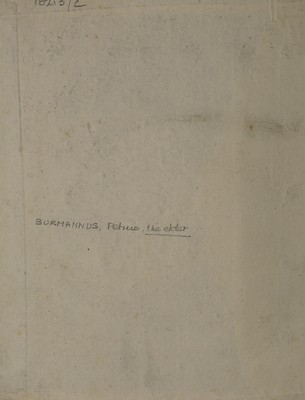 BURMANNUS, Petrus, the elder